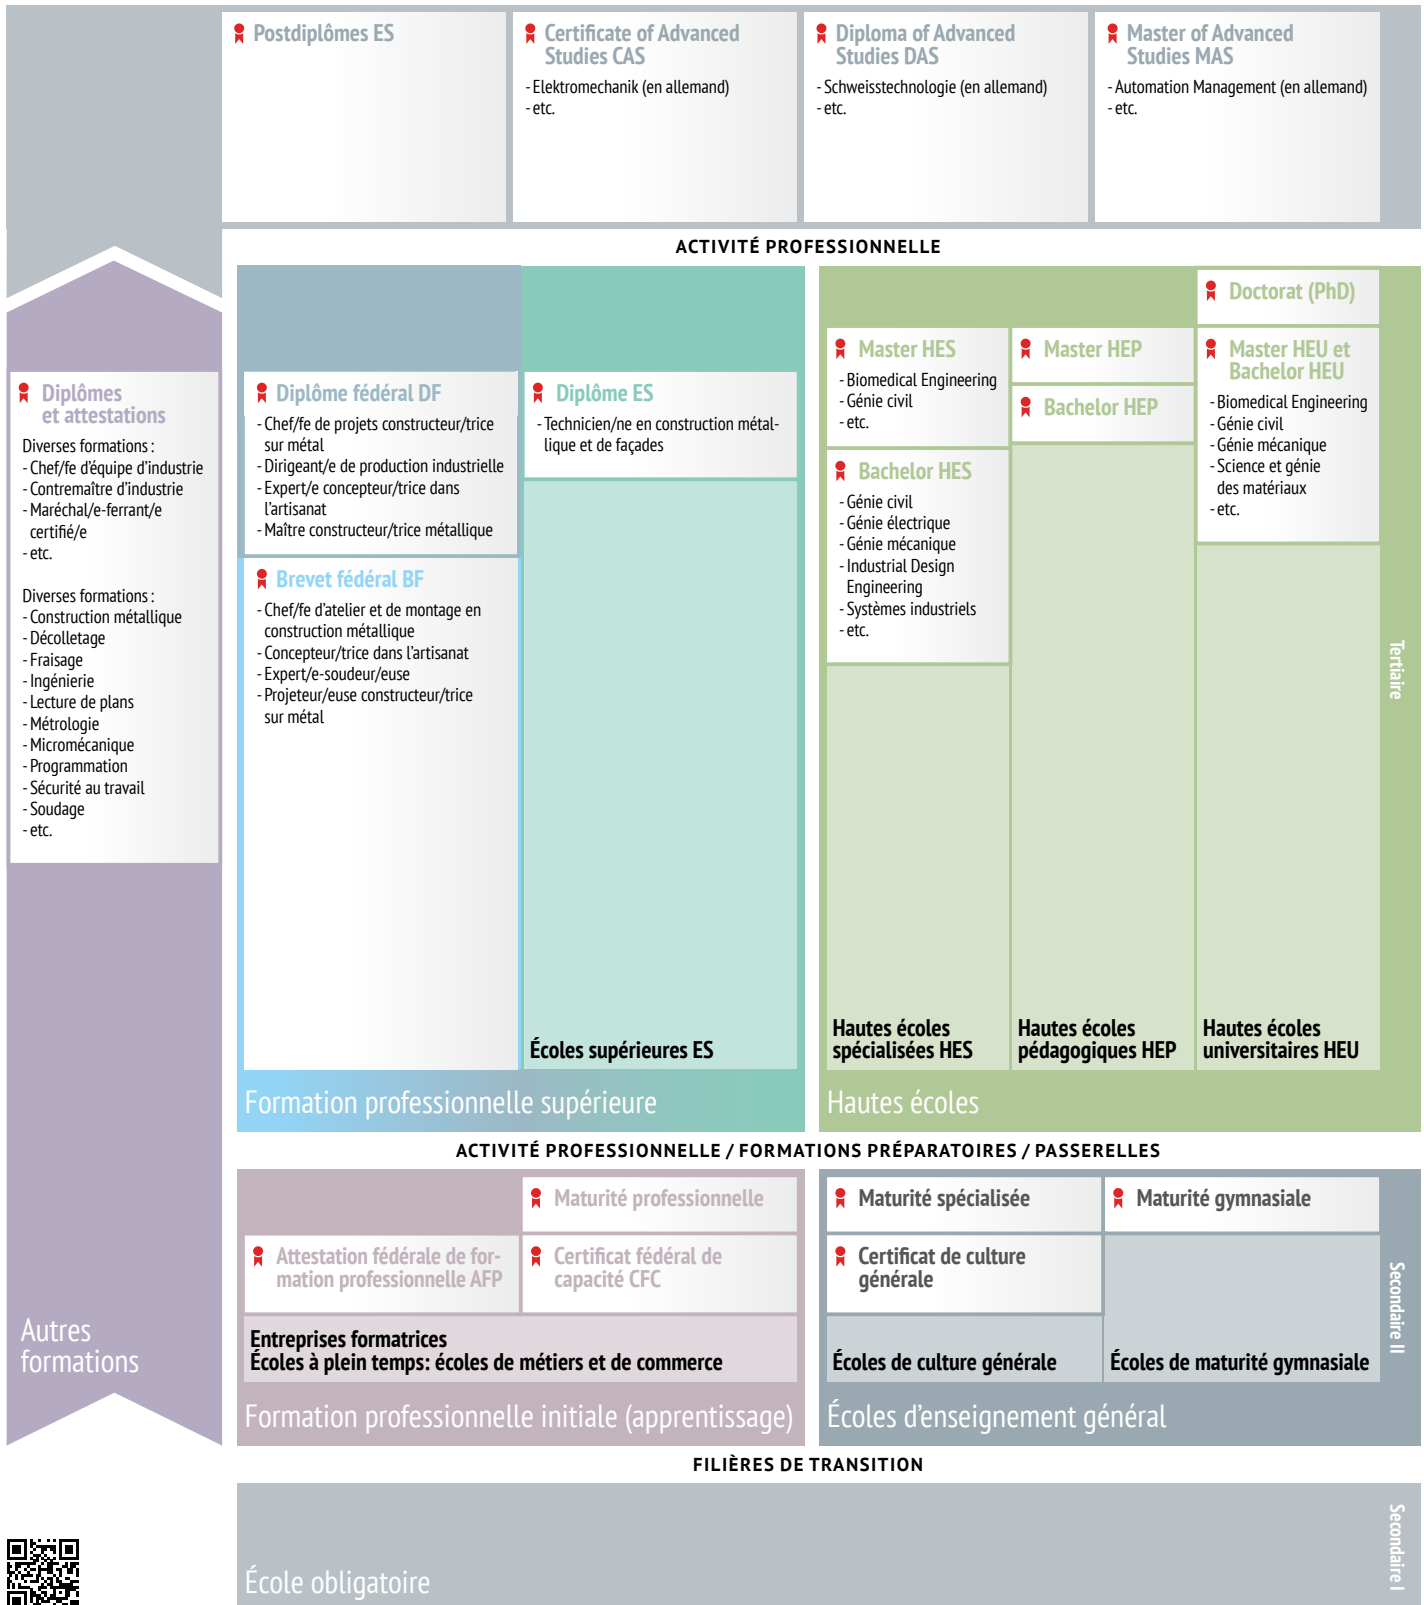 Postdiplômes ES
Certificate of Advanced
Studies CAS
- Elektromechanik (en allemand)
- etc.
Diploma of Advanced
Studies DAS
- Schweisstechnologie (en allemand)
- etc.
Master of Advanced
Studies MAS
- Automation Management (en allemand)
- etc.
ACTIVITÉ PROFESSIONNELLE
Diplômes
et attestations
Diverses formations :
- Chef/fe d'équipe d'industrie
- Contremaître d'industrie
- Maréchal/e-ferrant/e
certifié/e
- etc.
Diverses formations :
- Construction métallique
- Décolletage
- Fraisage
- Ingénierie
- Lecture de plans
- Métrologie
- Micromécanique
- Programmation
- Sécurité au travail
- Soudage
- etc.
Autres
formations
Diplôme fédéral DF
- Chef/fe de projets constructeur/trice
sur métal
- Dirigeant/e de production industrielle
- Expert/e concepteur/trice dans
l'artisanat
- Maître constructeur/trice métallique
Brevet fédéral BF
- Chef/fe d'atelier et de montage en
construction métallique
- Concepteur/trice dans l'artisanat
- Expert/e-soudeur/euse
- Projeteur/euse constructeur/trice
sur métal
Diplôme ES
- Technicien/ne en construction métal-
lique et de façades
Écoles supérieures ES
Formation professionnelle supérieure
Master HES
- Biomedical Engineering
- Génie civil
- etc.
Bachelor HES
- Génie civil
- Génie électrique
- Génie mécanique
- Industrial Design
Engineering
- Systèmes industriels
- etc.
Hautes écoles
spécialisées HES
Master HEP
Bachelor HEP
Hautes écoles
pédagogiques HEP
Doctorat (PhD)
Master HEU et
Bachelor HEU
- Biomedical Engineering
- Génie civil
- Génie mécanique
- Science et génie
des matériaux
- etc.
Hautes écoles
universitaires HEU
Hautes écoles
Tertiaire
ACTIVITÉ PROFESSIONNELLE / FORMATIONS PRÉPARATOIRES / PASSERELLES
Maturité professionnelle
Attestation fédérale de for-
mation professionnelle AFP
Certificat fédéral de
capacité CFC
Entreprises formatrices
Écoles à plein temps: écoles de métiers et de commerce
Formation professionnelle initiale (apprentissage)
Maturité spécialisée
Certificat de culture
générale
Écoles de culture générale
Maturité gymnasiale
Écoles de maturité gymnasiale
Écoles d'enseignement général
Secondaire II
FILIÈRES DE TRANSITION
École obligatoire
Secondaire I